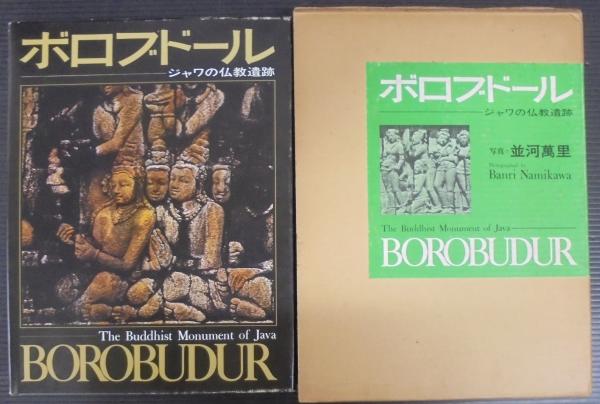 ボロブドール
ジャワの仏教遺跡
The Buddhist Monument of Java
BOROBUDUR
ボロブドール
ジャワの仏教遺跡
写真・並河萬里
Photographs by
Banri Namikawa
The Buddhist Monument of Java
BOROBUDUR